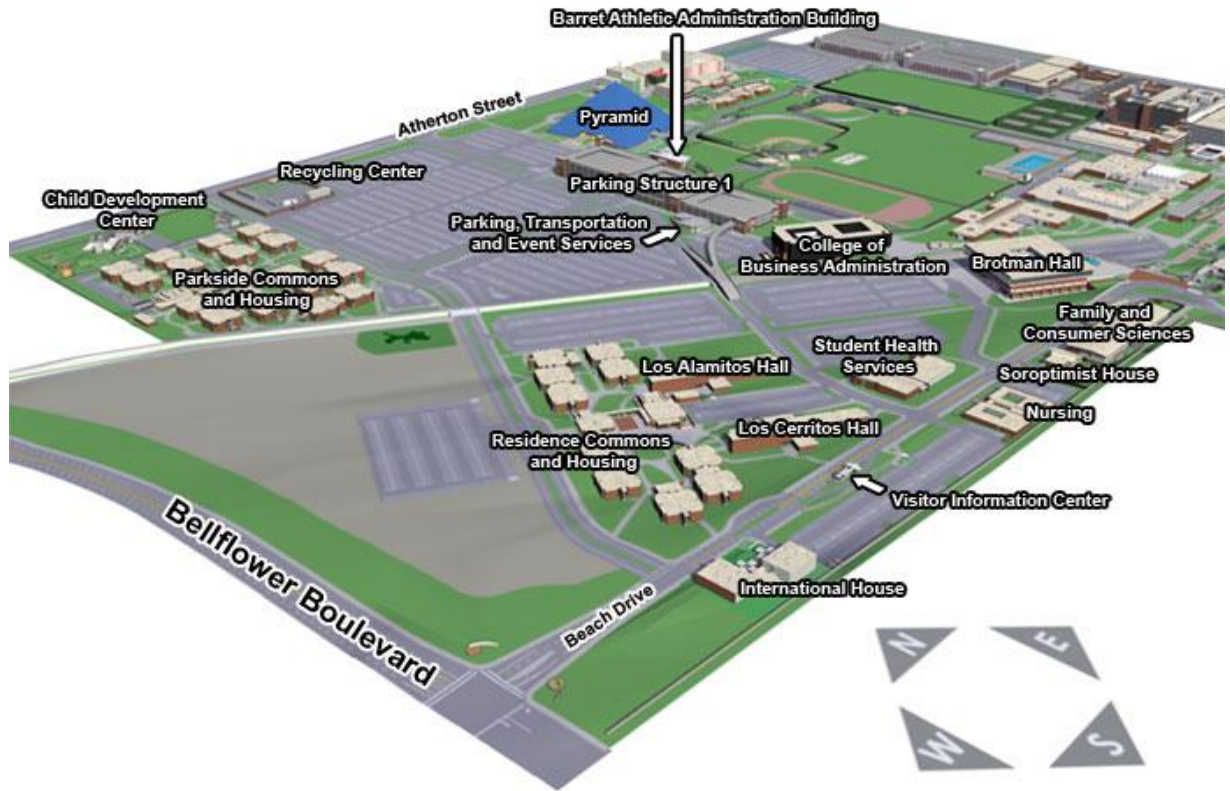 Barret Athletic Administration Building
Atherton Street
Pyramid
Recycling Center
Parking Structure 1
Child Development
Center
Parking, Transportation
and Event Services
College of
Business Administration
Brotman Hall
Parkside Commons
and Housing
Family and
Consumer Sciences
Student Health
Services
Los Alamitos Hall
Soroptimist House
Nursing
Los Cerritos Hall
Residence Commons
and Housing
Visitor Information Center
Bellflower Boulevard
International House
Beach Drive
N
E
W
S